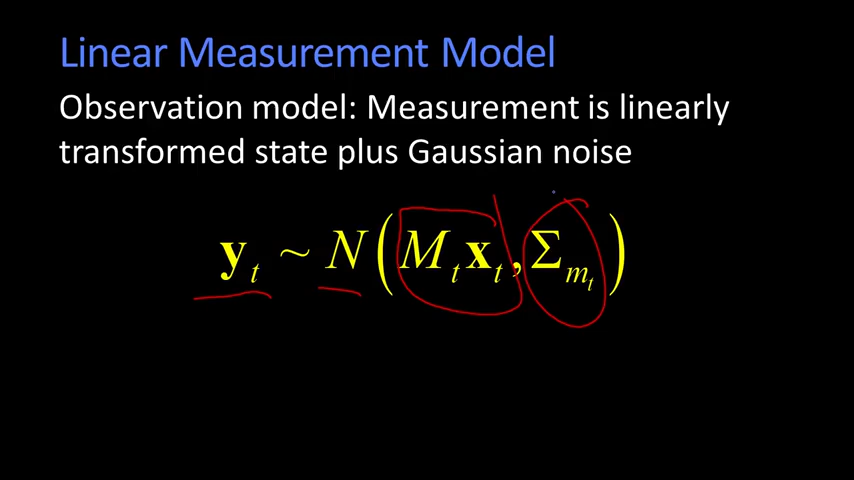 Linear Measurement Model
Observation model: Measurement is linearly
transformed state plus Gaussian noise
𝐲ₜ ~ N(Mₜ𝐱ₜ, Σₘₜ)